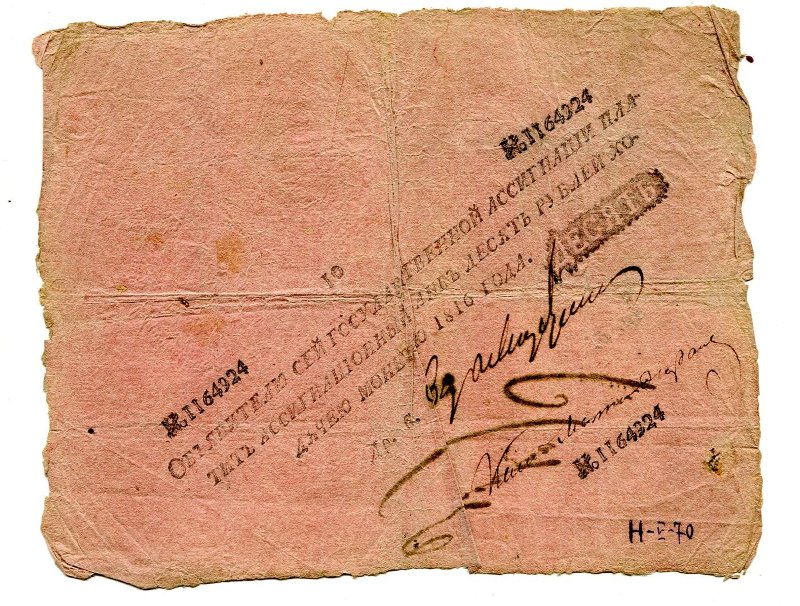 № 1164224
10
ОБЪЯВИТЕЛЮ СЕЙ ГОСУДАРСТВЕННОЙ АССИГНАЦІИ ПЛА-
ТИТЪ АССИГНАЦІОННЫЙ БАНКЪ ДЕСЯТЬ РУБЛЕЙ ХО-
ДЯЧЕЮ МОНЕТОЮ 1810 ГОДА.
ДЕСЯТЬ
№ 1164224
№ 1164224
Н-V-70